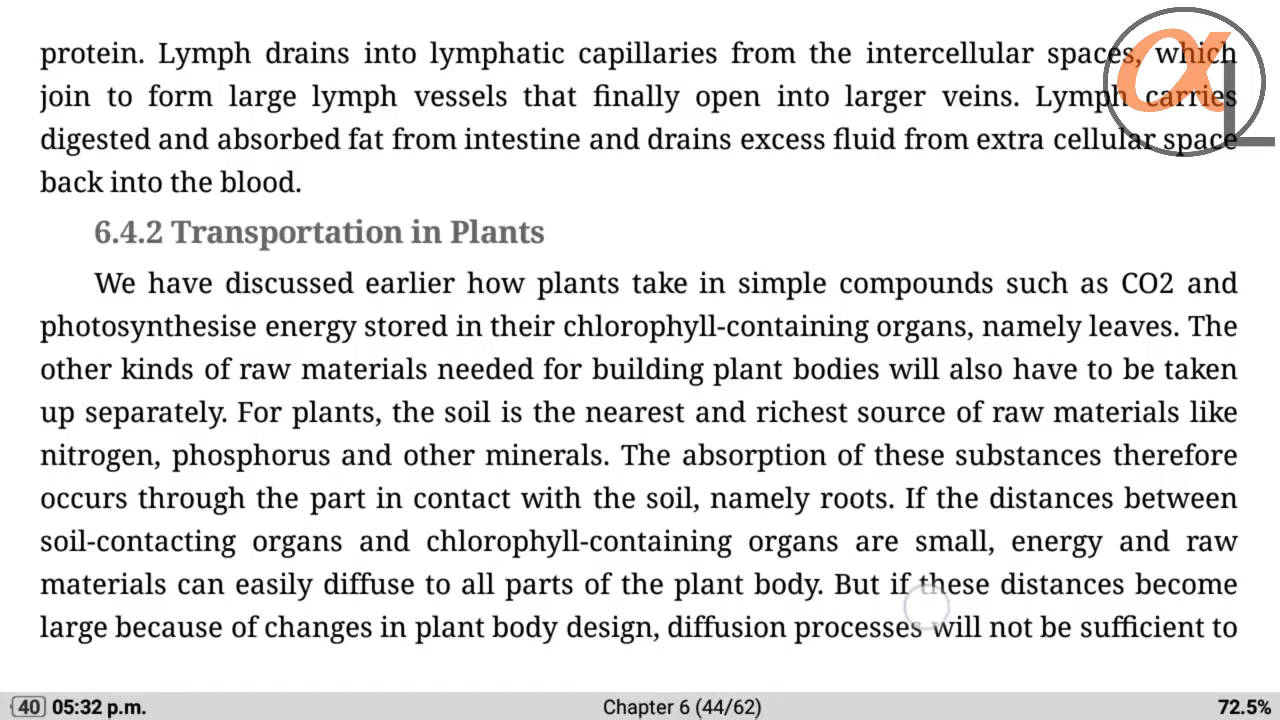 protein. Lymph drains into lymphatic capillaries from the intercellular spaces, which
join to form large lymph vessels that finally open into larger veins. Lymph carries
digested and absorbed fat from intestine and drains excess fluid from extra cellular space
back into the blood.
6.4.2 Transportation in Plants
We have discussed earlier how plants take in simple compounds such as CO2 and
photosynthesise energy stored in their chlorophyll-containing organs, namely leaves. The
other kinds of raw materials needed for building plant bodies will also have to be taken
up separately. For plants, the soil is the nearest and richest source of raw materials like
nitrogen, phosphorus and other minerals. The absorption of these substances therefore
occurs through the part in contact with the soil, namely roots. If the distances between
soil-contacting organs and chlorophyll-containing organs are small, energy and raw
materials can easily diffuse to all parts of the plant body. But if these distances become
large because of changes in plant body design, diffusion processes will not be sufficient to
40 05:32 p.m. Chapter 6 (44/62) 72.5%